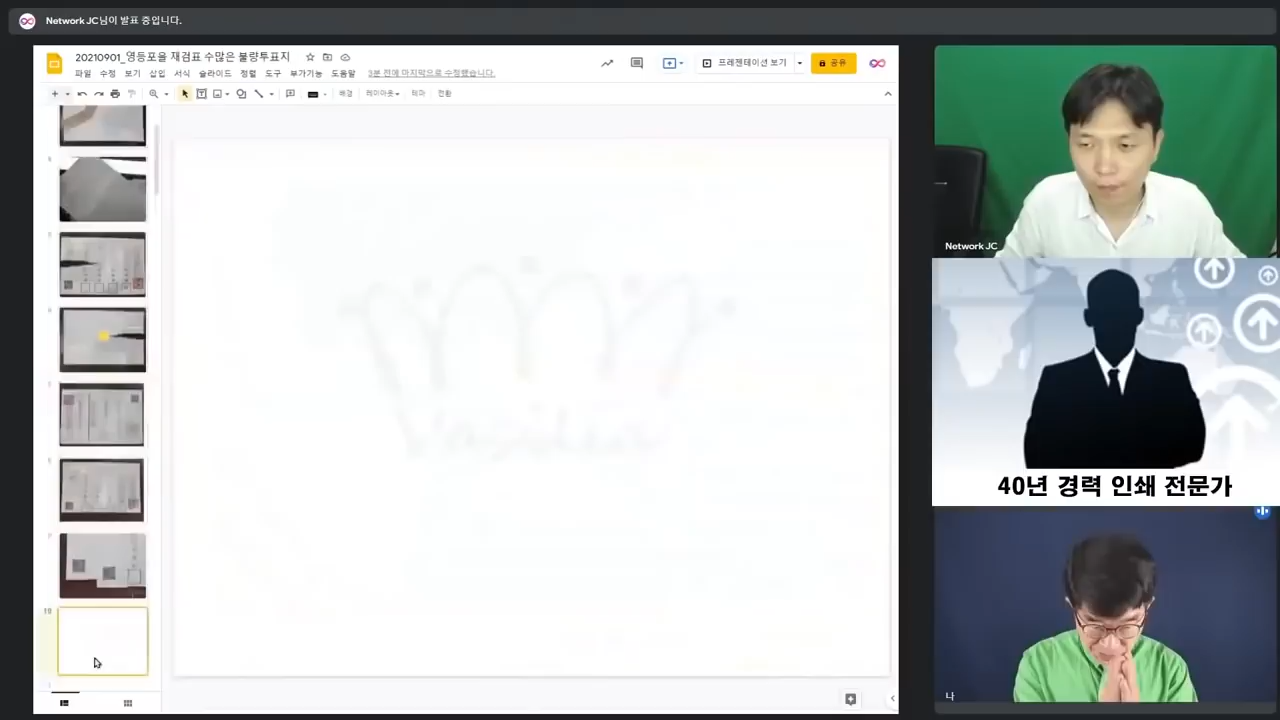 Network JC님이 발표 중입니다.
20210901_영등포을 재검표 수많은 불량투표지
파일 수정 보기 삽입 서식 슬라이드 정렬 도구 부가기능 도움말 3분 전에 마지막으로 수정했습니다.
프레젠테이션 보기
공유
배경 레이아웃 테마 전환
Network JC
40년 경력 인쇄 전문가
나
10